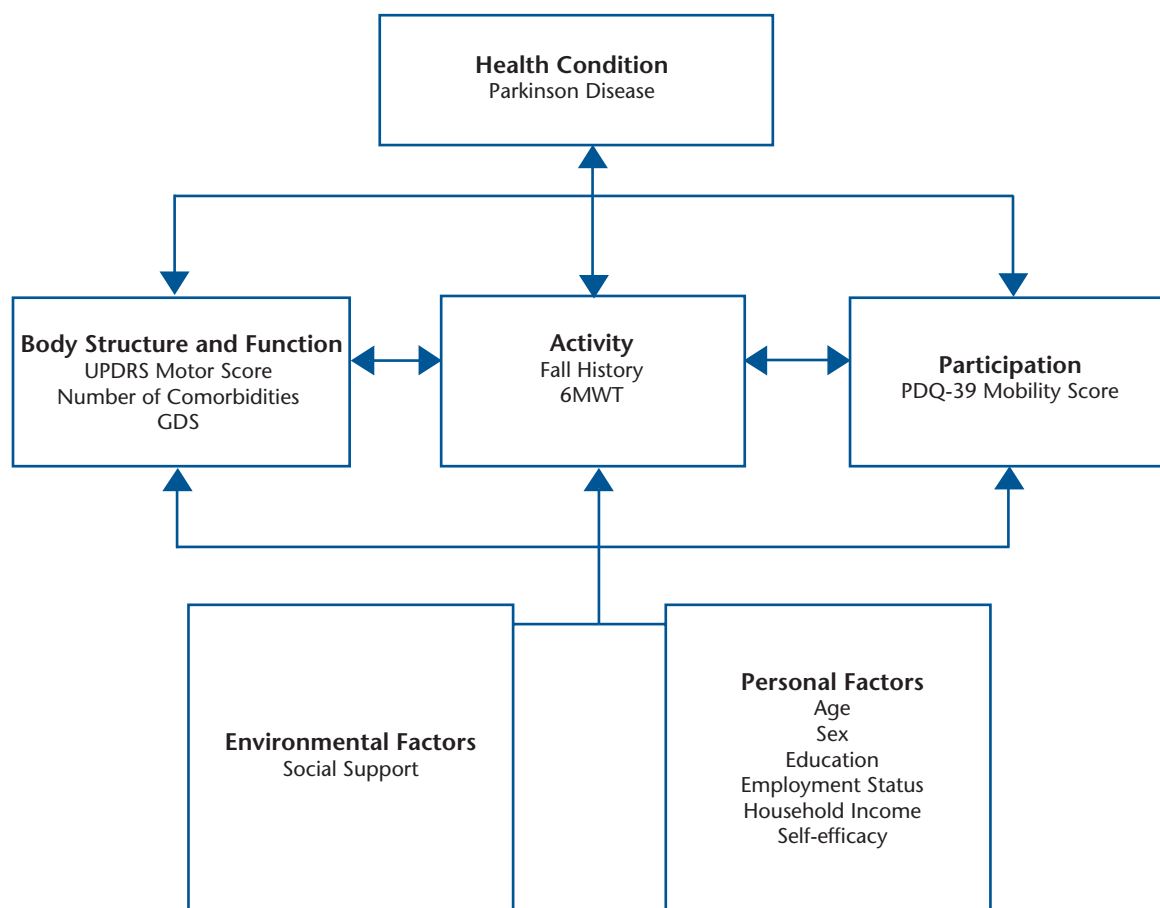 Health Condition
Parkinson Disease
Body Structure and Function
UPDRS Motor Score
Number of Comorbidities
GDS
Activity
Fall History
6MWT
Participation
PDQ-39 Mobility Score
Environmental Factors
Social Support
Personal Factors
Age
Sex
Education
Employment Status
Household Income
Self-efficacy